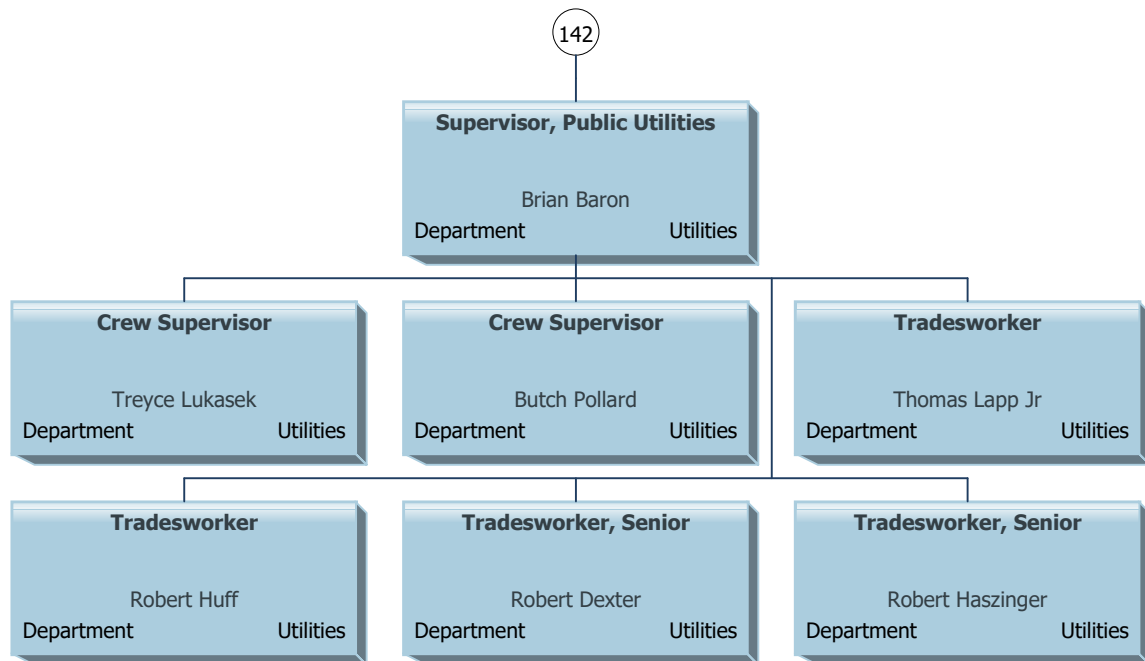 142
Supervisor, Public Utilities
Brian Baron
Department Utilities
Crew Supervisor
Treyce Lukasek
Department Utilities
Crew Supervisor
Butch Pollard
Department Utilities
Tradesworker
Thomas Lapp Jr
Department Utilities
Tradesworker
Robert Huff
Department Utilities
Tradesworker, Senior
Robert Dexter
Department Utilities
Tradesworker, Senior
Robert Haszinger
Department Utilities